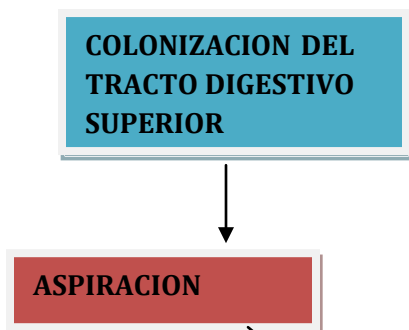 COLONIZACION DEL
TRACTO DIGESTIVO
SUPERIOR
ASPIRACION